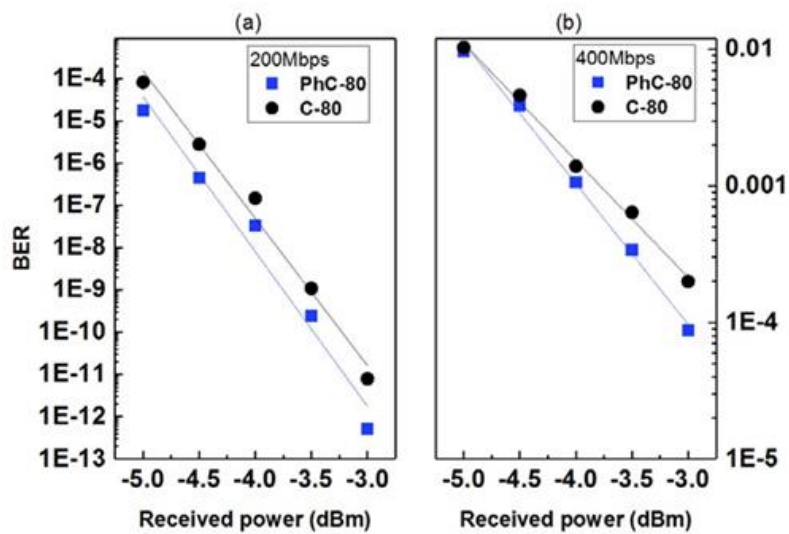 (a)
200Mbps
PhC-80
C-80
1E-4
1E-5
1E-6
1E-7
1E-8
1E-9
1E-10
1E-11
1E-12
1E-13
BER
-5.0 -4.5 -4.0 -3.5 -3.0
Received power (dBm)
(b)
400Mbps
PhC-80
C-80
0.01
0.001
1E-4
1E-5
-5.0 -4.5 -4.0 -3.5 -3.0
Received power (dBm)